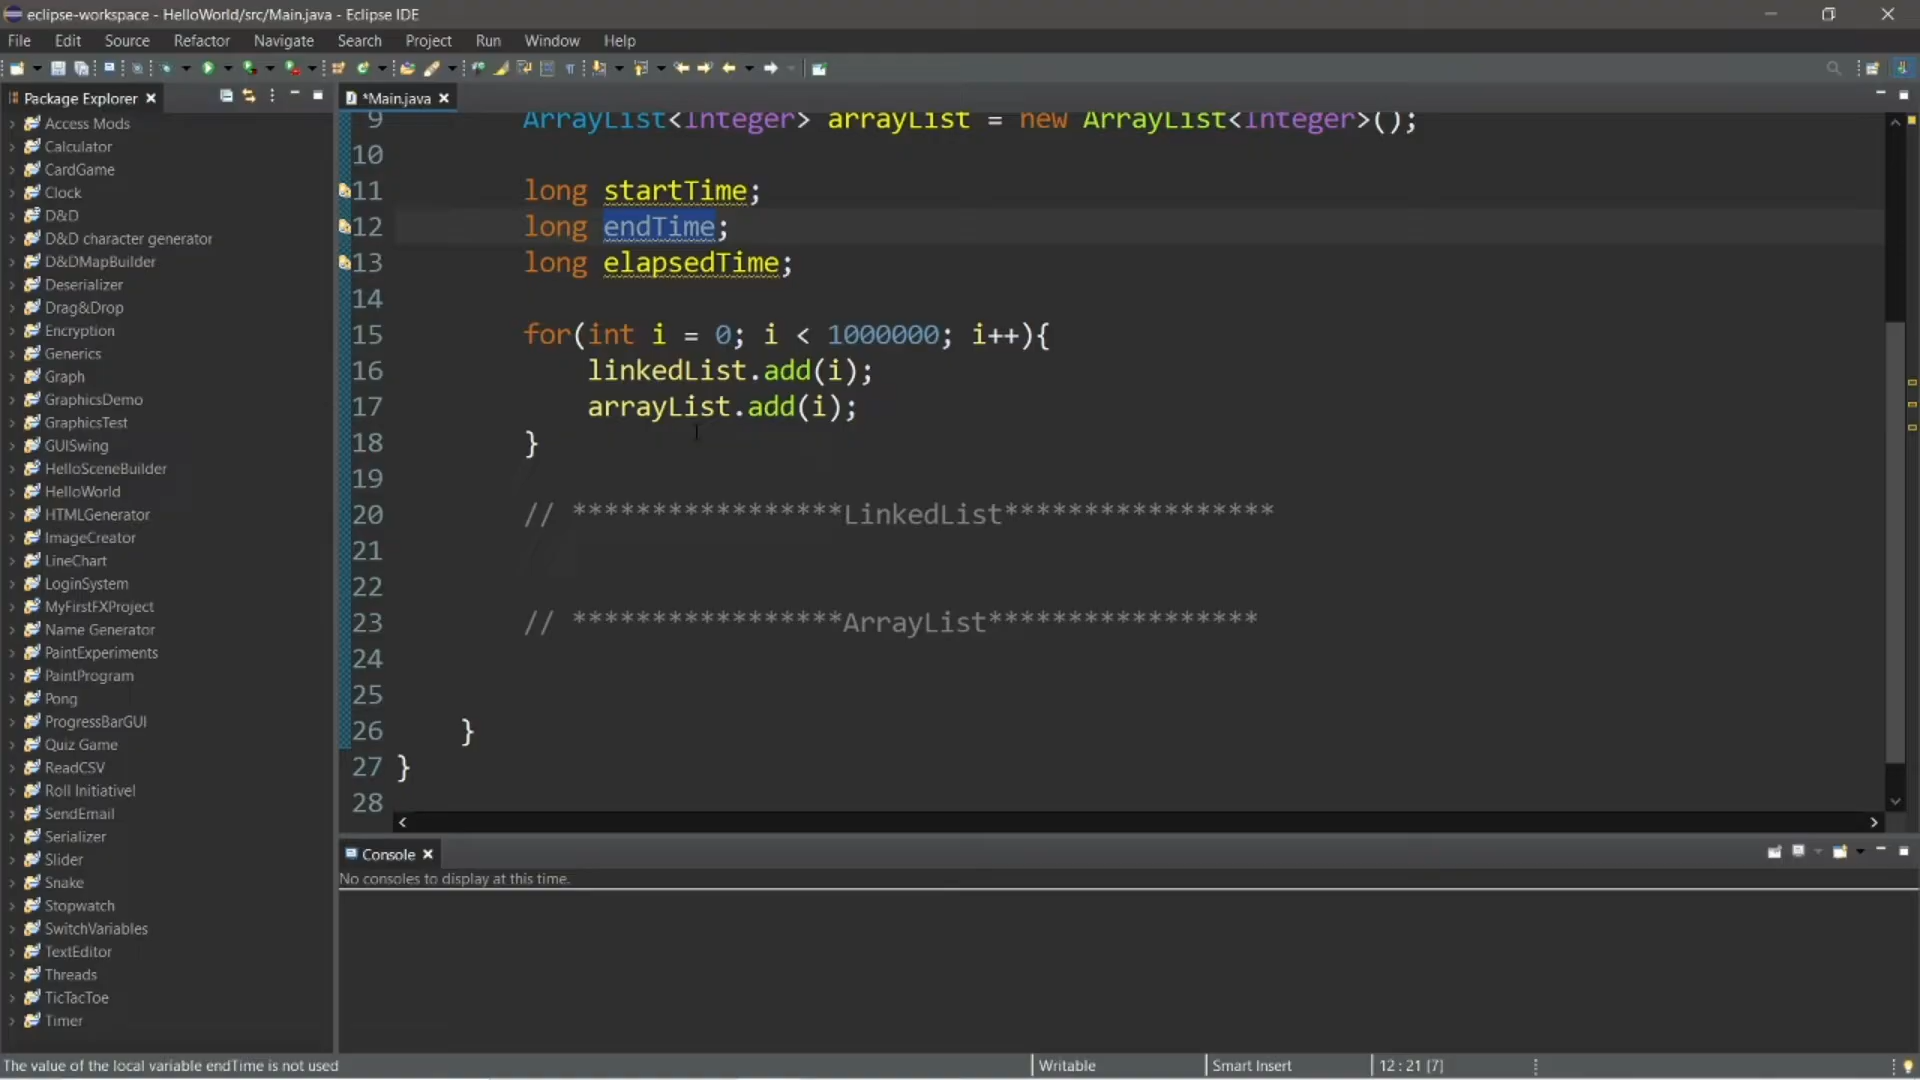 eclipse-workspace - HelloWorld/src/Main.java - Eclipse IDE
File Edit Source Refactor Navigate Search Project Run Window Help
Package Explorer
*Main.java
Access Mods
Calculator
CardGame
Clock
D&D
D&D character generator
D&DMapBuilder
Deserializer
Drag&Drop
Encryption
Generics
Graph
GraphicsDemo
GraphicsTest
GUISwing
HelloSceneBuilder
HelloWorld
HTMLGenerator
ImageCreator
LineChart
LoginSystem
MyFirstFXProject
Name Generator
PaintExperiments
PaintProgram
Pong
ProgressBarGUI
Quiz Game
ReadCSV
Roll Initiative!
SendEmail
Serializer
Slider
Snake
Stopwatch
SwitchVariables
TextEditor
Threads
TicTacToe
Timer
9 ArrayList<Integer> arrayList = new ArrayList<Integer>();
10
11 long startTime;
12 long endTime;
13 long elapsedTime;
14
15 for(int i = 0; i < 1000000; i++){
16 linkedList.add(i);
17 arrayList.add(i);
18 }
19
20 // *****************LinkedList*****************
21
22
23 // *****************ArrayList*****************
24
25
26 }
27 }
28
Console
No consoles to display at this time.
The value of the local variable endTime is not used
Writable
Smart Insert
12 : 21 [7]